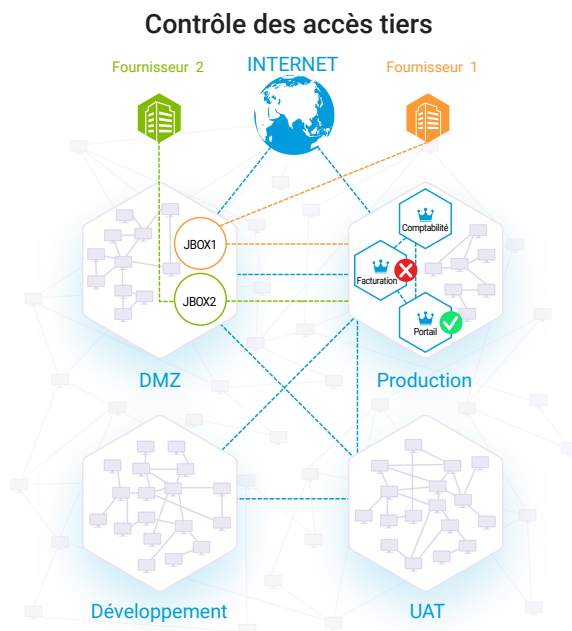 Contrôle des accès tiers
Fournisseur 2
INTERNET
Fournisseur 1
Comptabilité
JBOX1
Facturation
JBOX2
Portail
DMZ
Production
Développement
UAT